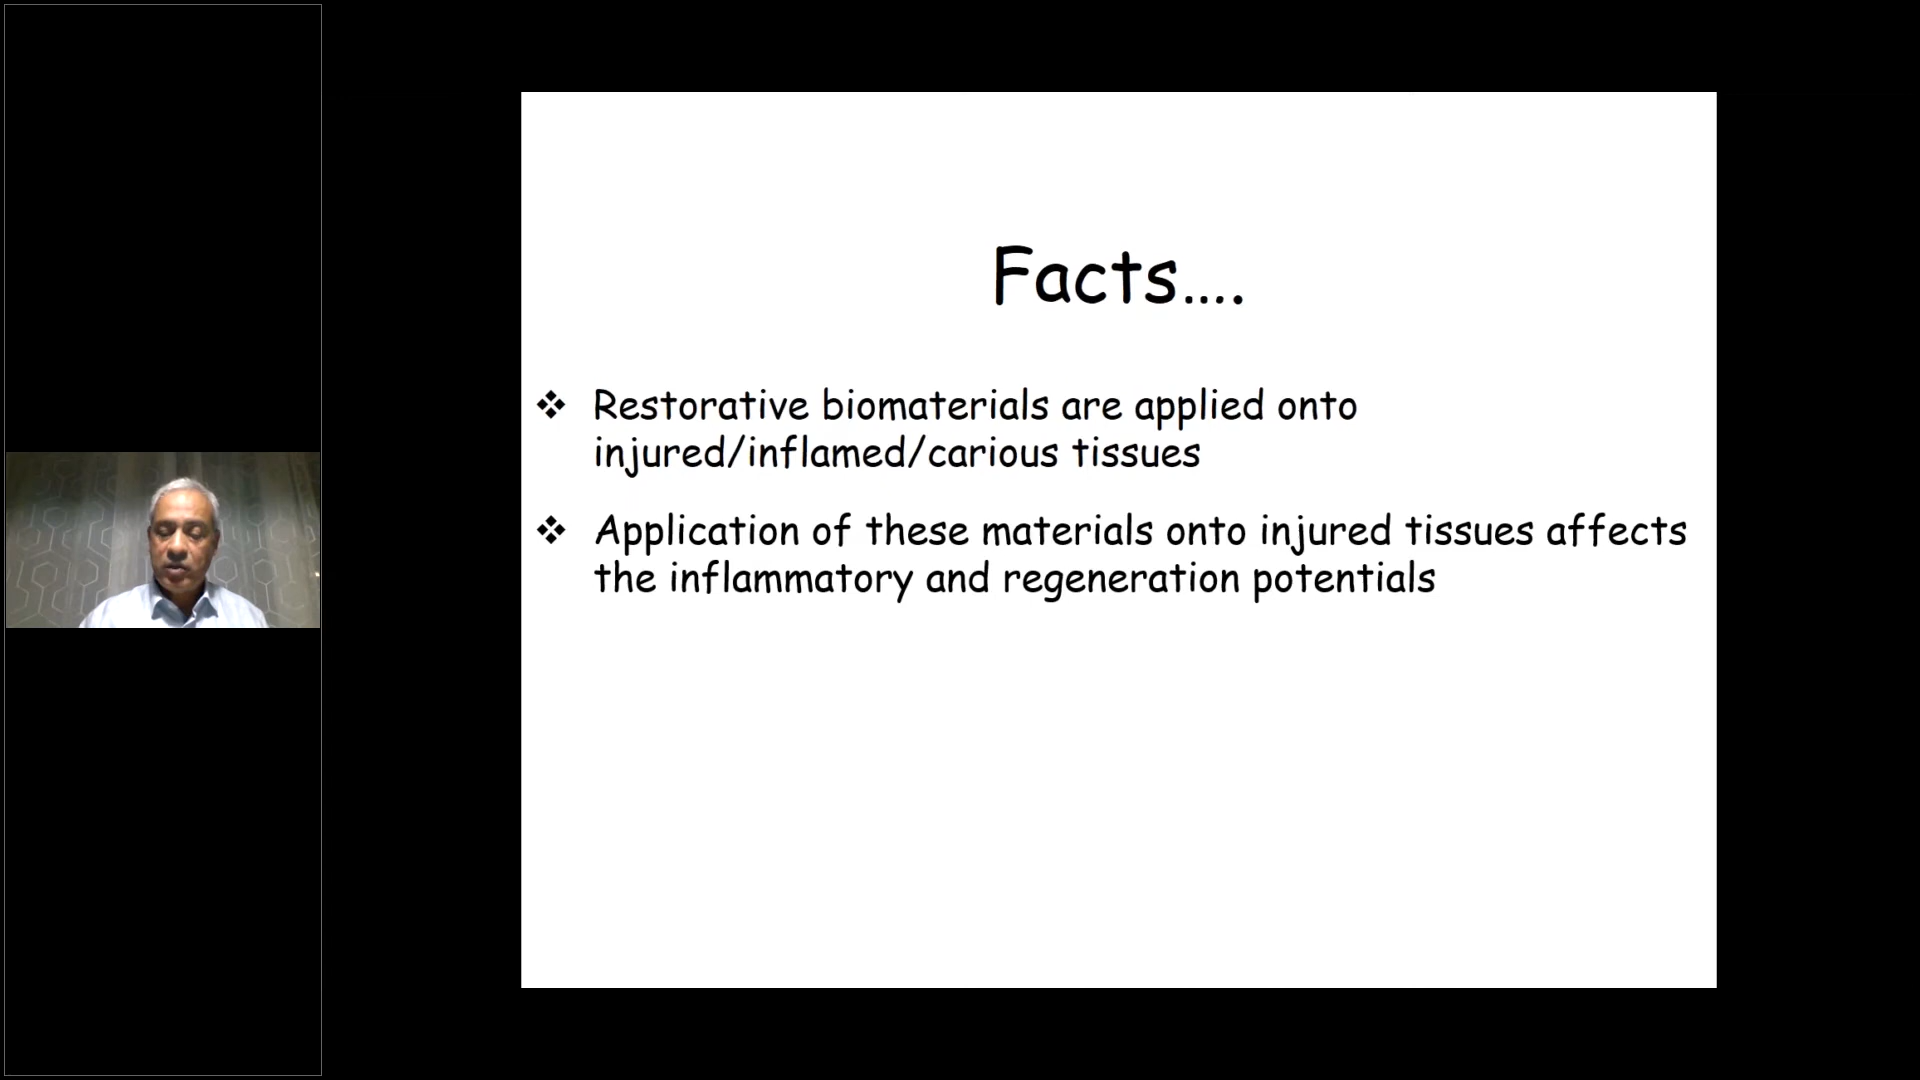 Facts....
❖ Restorative biomaterials are applied onto
injured/inflamed/carious tissues
❖ Application of these materials onto injured tissues affects
the inflammatory and regeneration potentials